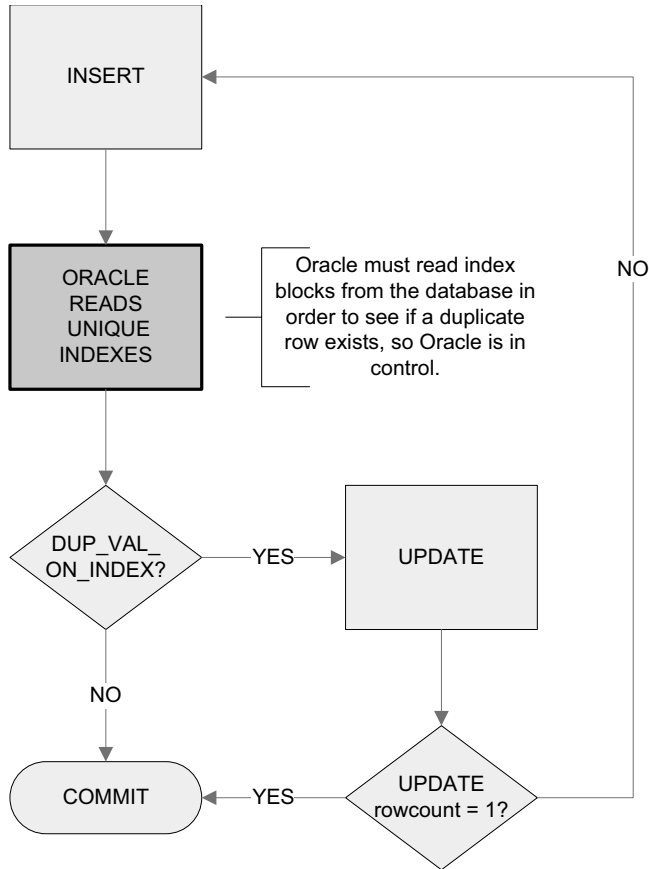 INSERT
ORACLE
READS
UNIQUE
INDEXES
Oracle must read index
blocks from the database in
order to see if a duplicate
row exists, so Oracle is in
control.
NO
DUP_VAL_
ON_INDEX?
YES
UPDATE
NO
COMMIT
YES
UPDATE
rowcount = 1?